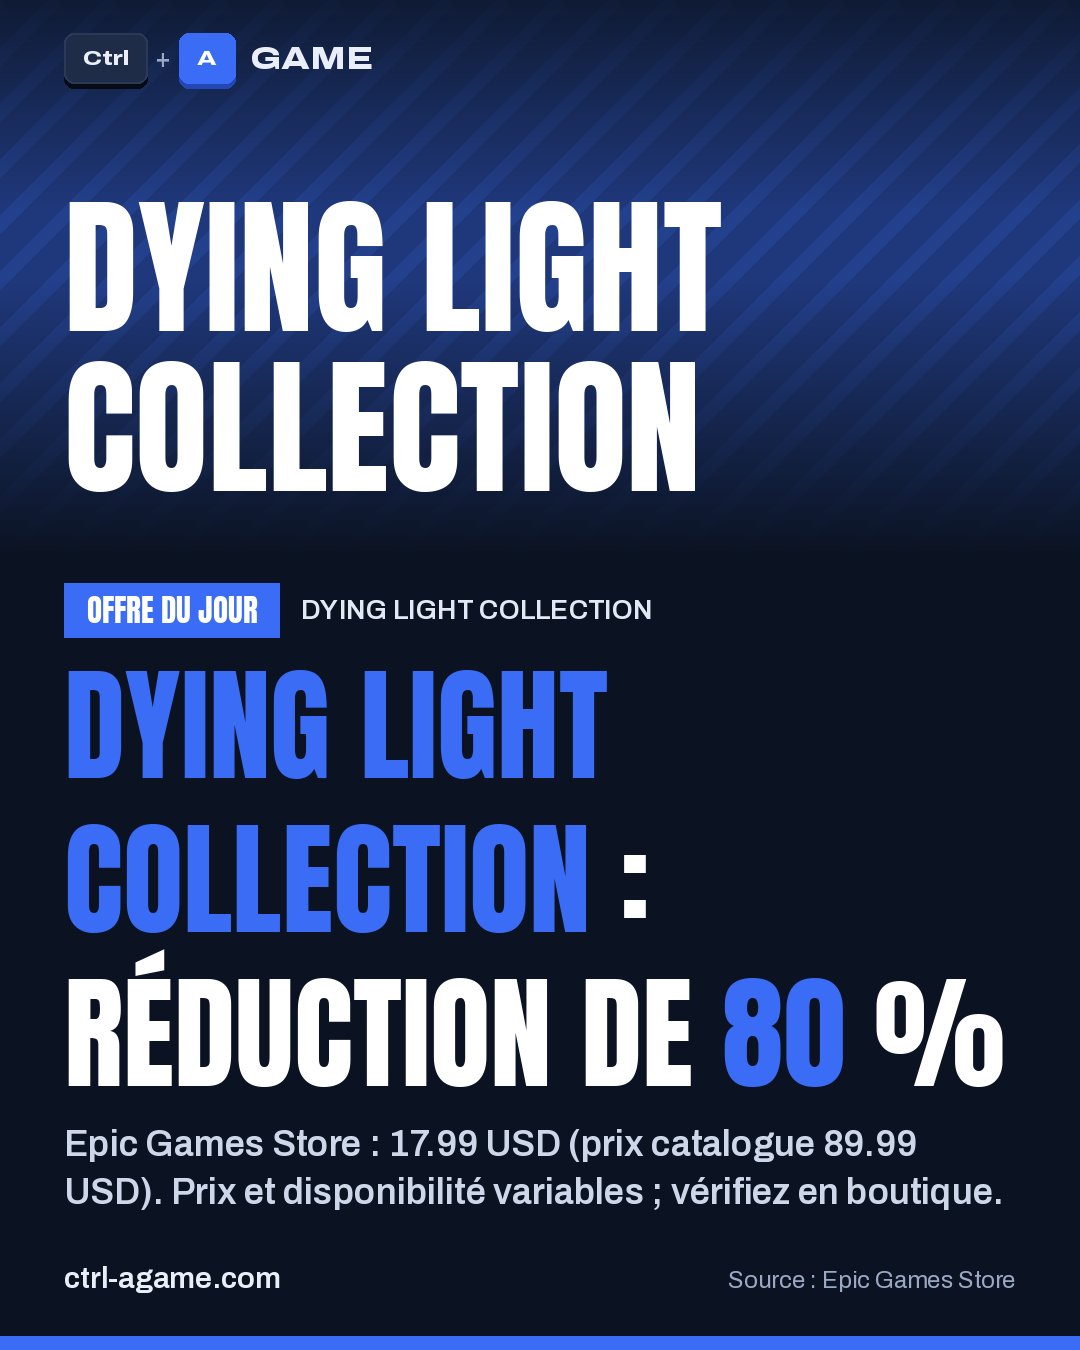 Ctrl + A GAME
DYING LIGHT
COLLECTION
OFFRE DU JOUR DYING LIGHT COLLECTION
DYING LIGHT
COLLECTION :
RÉDUCTION DE 80 %
Epic Games Store : 17.99 USD (prix catalogue 89.99
USD). Prix et disponibilité variables ; vérifiez en boutique.
ctrl-agame.com Source : Epic Games Store